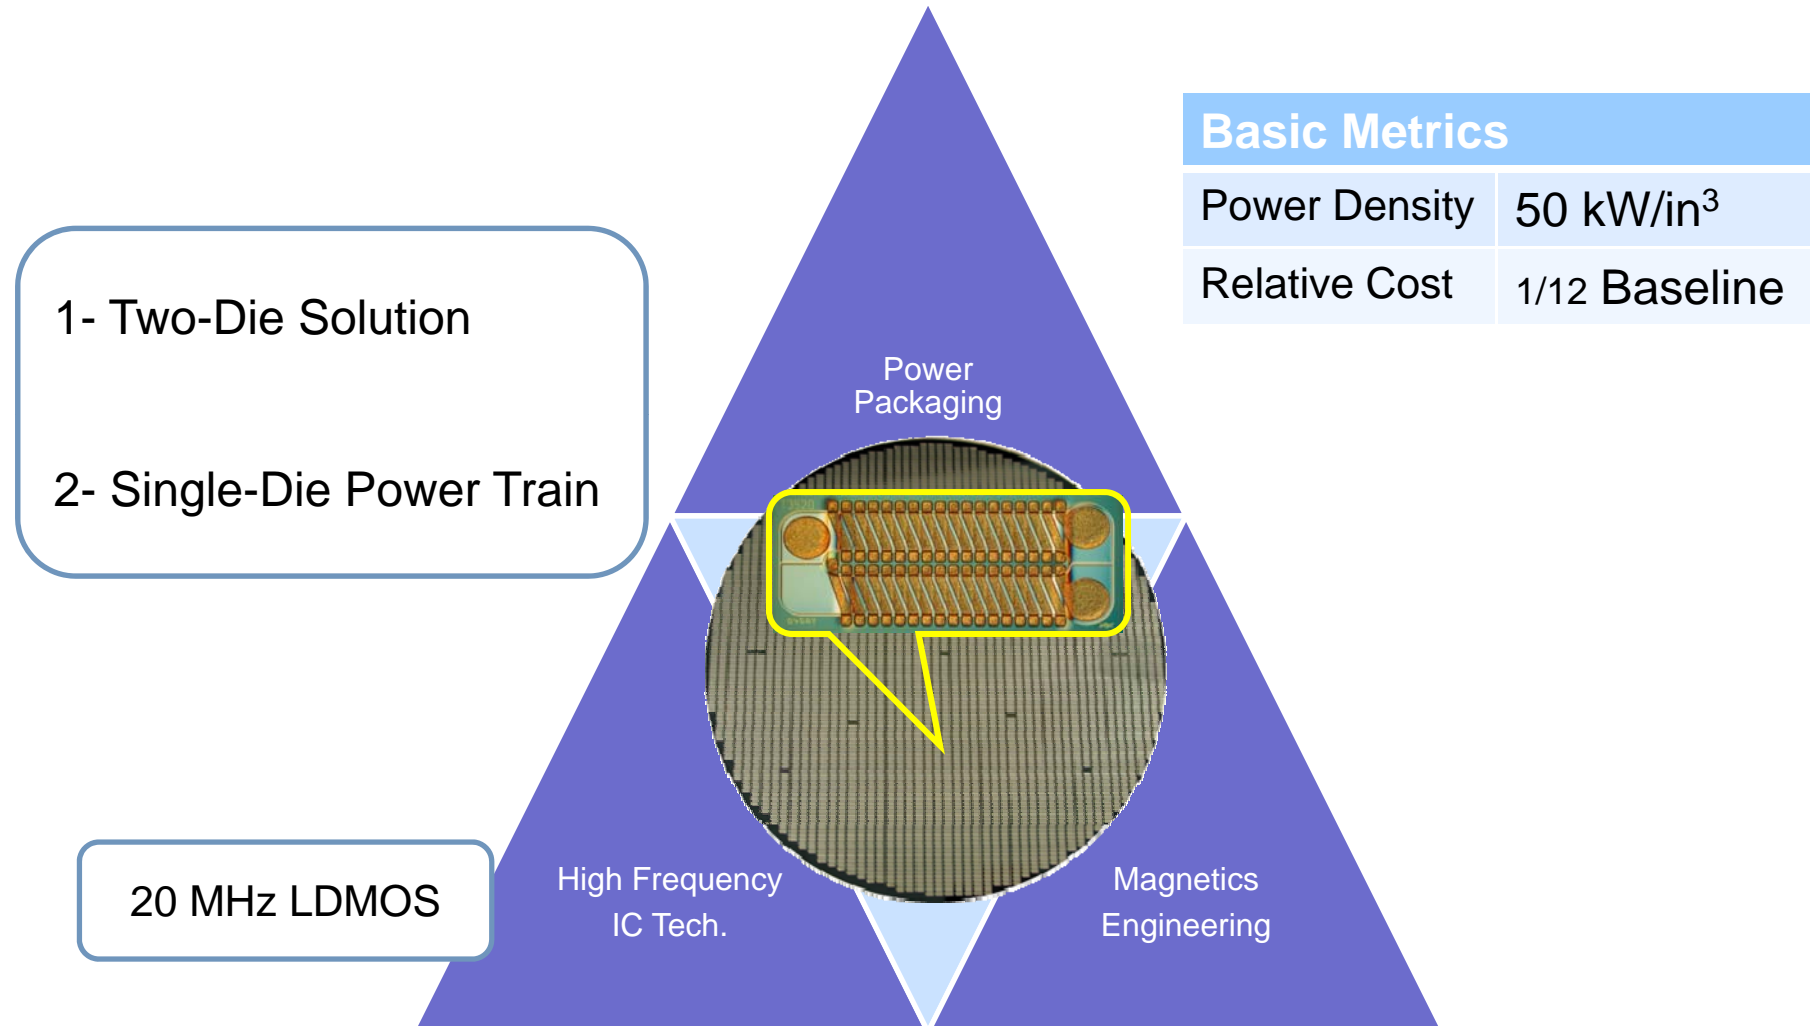 Basic Metrics
Power Density 50 kW/in³
Relative Cost 1/12 Baseline
1- Two-Die Solution
2- Single-Die Power Train
Power
Packaging
20 MHz LDMOS
High Frequency
IC Tech.
Magnetics
Engineering